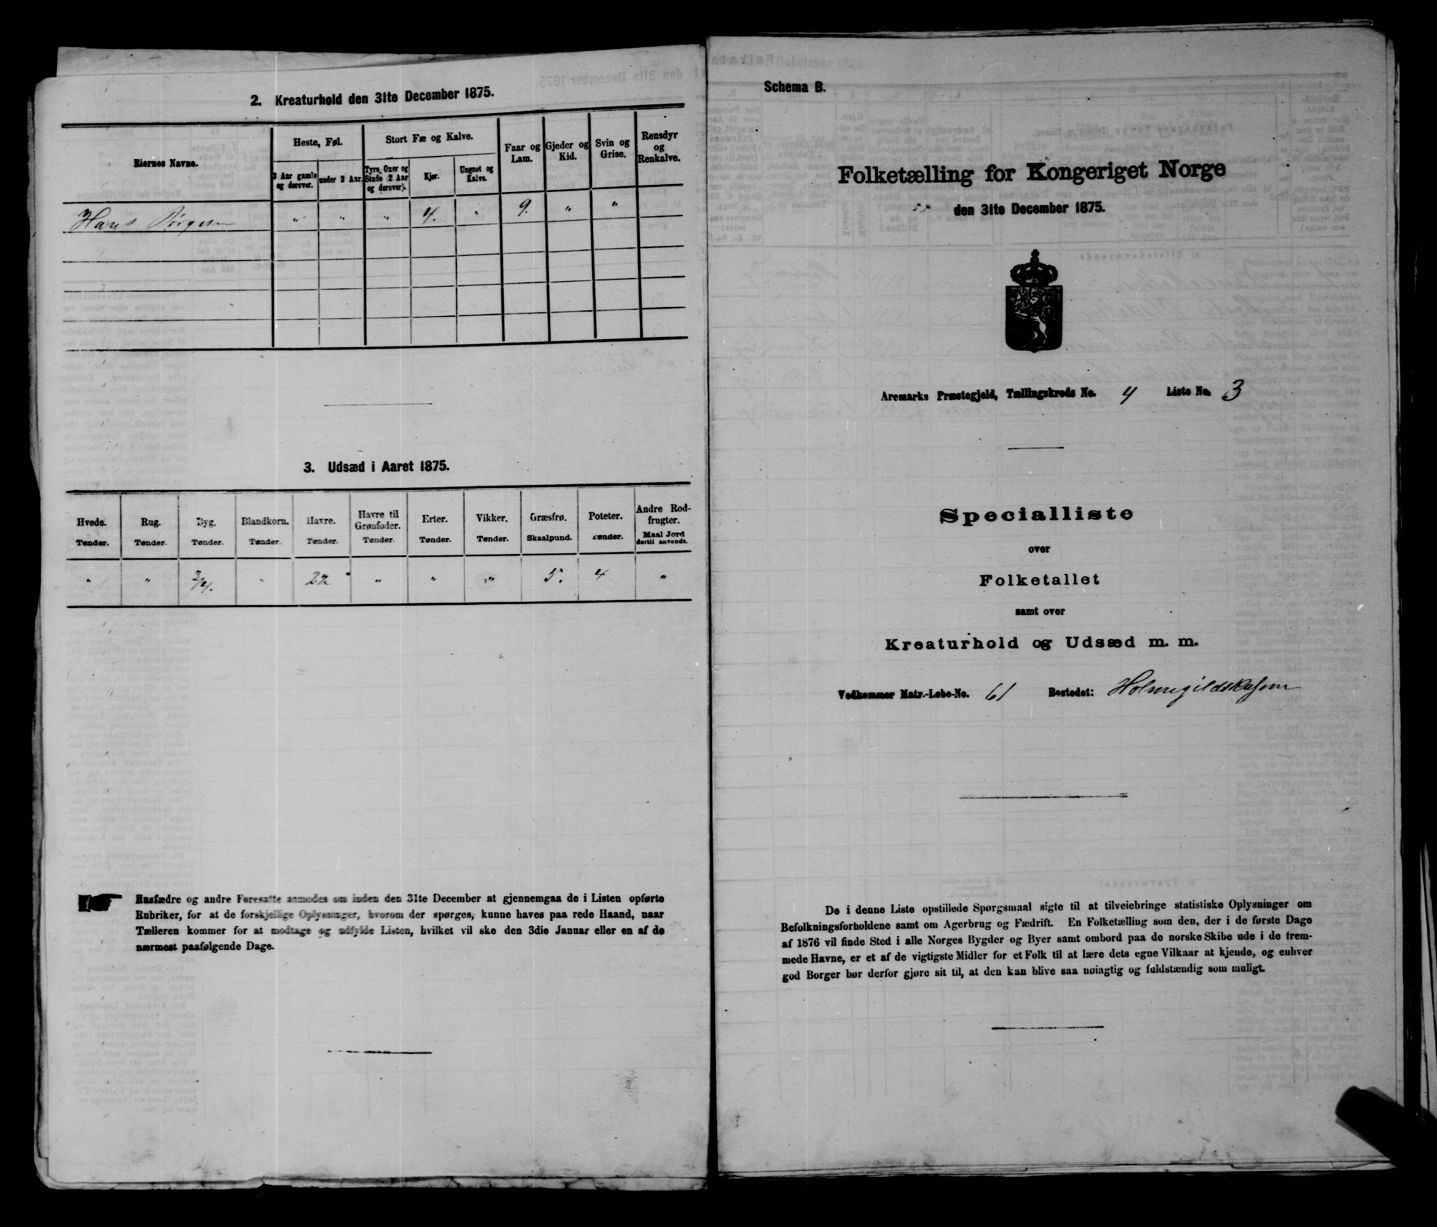 2. Kreaturhold den 31te December 1875.
Eiernes Navne.
Heste, Føl.
Stort Fæ og Kalve.
Faar og Lam.
Gjeder og Kid.
Svin og Grise.
Rensdyr og Renkalve.
3 Aar gamle og derover.
under 3 Aar.
Tyre, Oxer og Stude (2 Aar og derover).
Kjør.
Ungnøt og Kalve.
Hans " " " 4. " 9. " "
3. Udsæd i Aaret 1875.
Hvede. Rug. Byg. Blandkorn. Havre. Havre til Grønfoder. Erter. Vikker. Græsfrø. Poteter. Andre Rodfrugter.
Tønder. Tønder. Tønder. Tønder. Tønder. Tønder. Tønder. Tønder. Skaalpund. Tønder. Maal Jord dertil anvendt.
" " 3/4. " 22 " " " 5. 4 "
Husfædre og andre Foresatte anmodes om inden den 31te December at gjennemgaa de i Listen opførte
Rubriker, for at de forskjellige Oplysninger, hvorom der spørges, kunne haves paa rede Haand, naar
Tælleren kommer for at modtage og udfylde Listen, hvilket vil ske den 3die Januar eller en af de
nærmest paafølgende Dage.
Schema B.
Folketælling for Kongeriget Norge
den 31te December 1875.
Aremarks Præstegjeld, Tællingskreds No. 4 Liste No. 3
Specialliste
over
Folketallet
samt over
Kreaturhold og Udsæd m. m.
Vedkommer Matr.-Løbe-No. 61 Bostedet:
De i denne Liste opstillede Spørgsmaal sigte til at tilveiebringe statistiske Oplysninger om
Befolkningsforholdene samt om Agerbrug og Fædrift. En Folketælling som den, der i de første Dage
af 1876 vil finde Sted i alle Norges Bygder og Byer samt ombord paa de norske Skibe ude i de frem-
mede Havne, er et af de vigtigste Midler for et Folk til at lære dets egne Vilkaar at kjende, og enhver
god Borger bør derfor gjøre sit til, at den kan blive saa nøiagtig og fuldstændig som muligt.